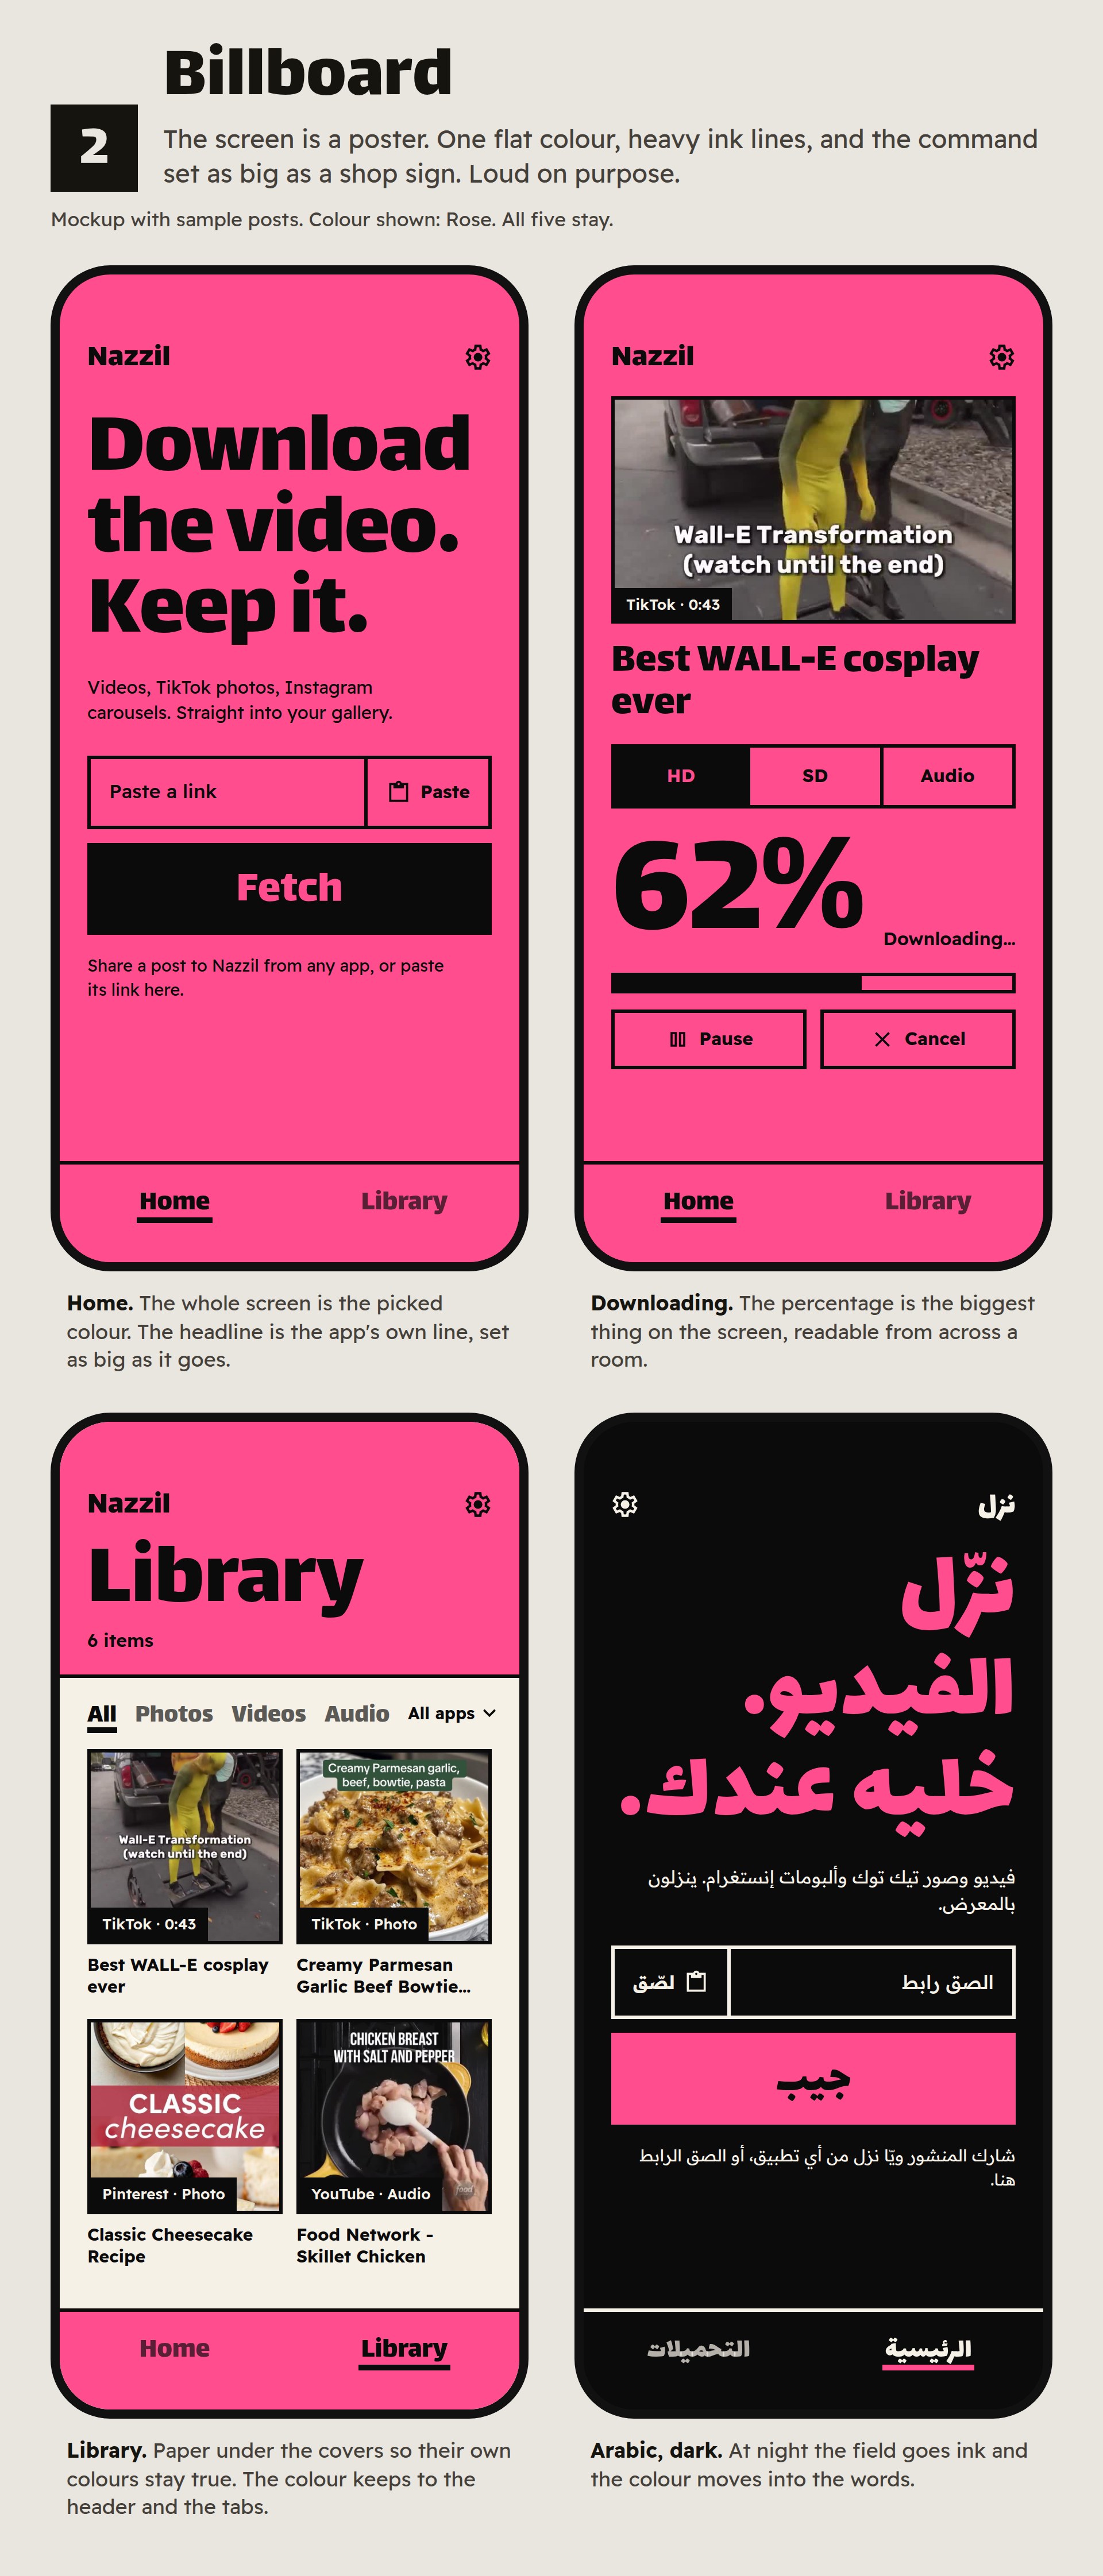 Billboard
2
The screen is a poster. One flat colour, heavy ink lines, and the command
set as big as a shop sign. Loud on purpose.
Mockup with sample posts. Colour shown: Rose. All five stay.
Nazzil
Download
the video.
Keep it.
Videos, TikTok photos, Instagram
carousels. Straight into your gallery.
Paste a link
Paste
Fetch
Share a post to Nazzil from any app, or paste
its link here.
Home
Library
Home. The whole screen is the picked
colour. The headline is the app's own line, set
as big as it goes.
Nazzil
Wall-E Transformation
(watch until the end)
TikTok · 0:43
Best WALL-E cosplay
ever
HD
SD
Audio
62%
Downloading...
Pause
Cancel
Home
Library
Downloading. The percentage is the biggest
thing on the screen, readable from across a
room.
Nazzil
Library
6 items
All
Photos
Videos
Audio
All apps
Wall-E Transformation
(watch until the end)
TikTok · 0:43
Best WALL-E cosplay
ever
Creamy Parmesan garlic,
beef, bowtie, pasta
TikTok · Photo
Creamy Parmesan
Garlic Beef Bowtie...
CLASSIC
cheesecake
Pinterest · Photo
Classic Cheesecake
Recipe
CHICKEN BREAST
WITH SALT AND PEPPER
YouTube · Audio
Food Network -
Skillet Chicken
Home
Library
Library. Paper under the covers so their own
colours stay true. The colour keeps to the
header and the tabs.
نزل
نزّل
الفيديو.
خليه عندك.
فيديو وصور تيك توك وألبومات إنستغرام. ينزلون
بالمعرض.
الصق رابط
لصّق
جيب
شارك المنشور ويّا نزل من أي تطبيق، أو الصق الرابط
هنا.
الرئيسية
التحميلات
Arabic, dark. At night the field goes ink and
the colour moves into the words.